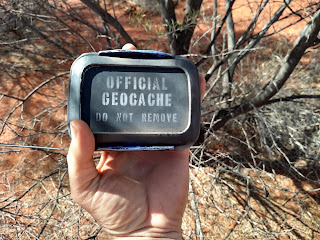 OFFICIAL
GEOCACHE
DO NOT REMOVE